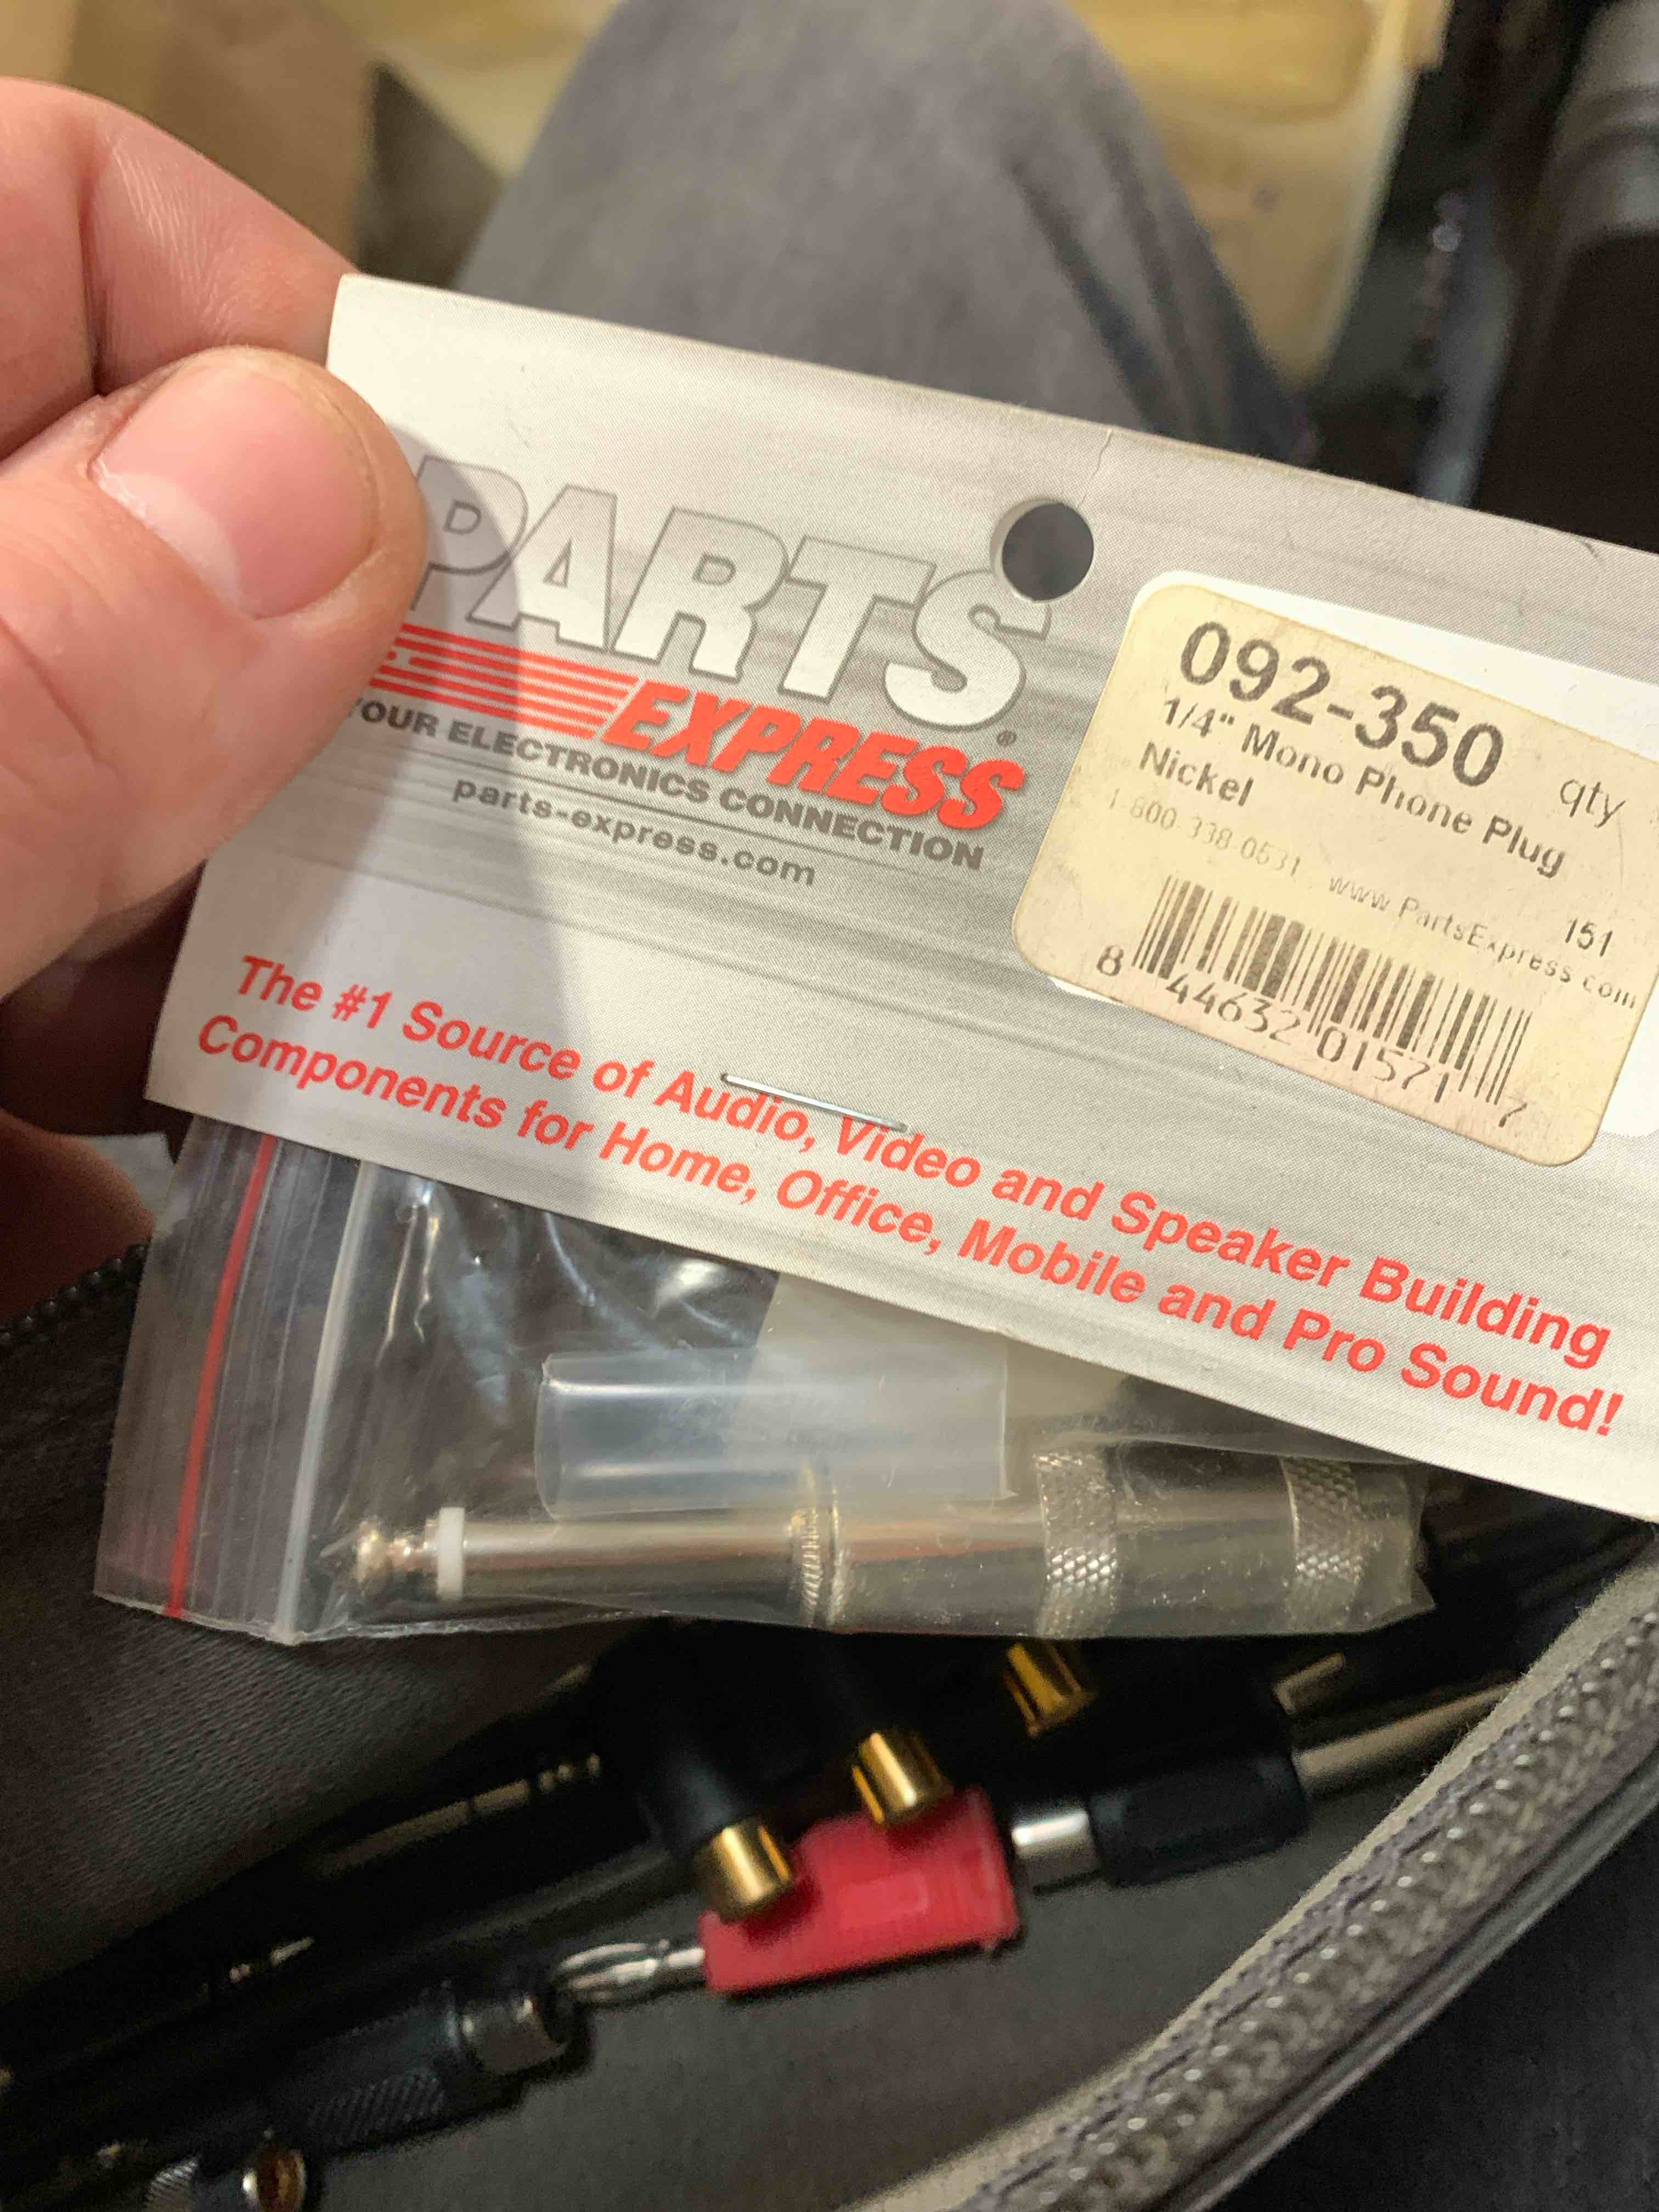 PARTS
EXPRESS®
YOUR ELECTRONICS CONNECTION
parts-express.com
092-350 qty
1/4" Mono Phone Plug
Nickel
151
1-800-338-0531 www.PartsExpress.com
8 44632 01571 7
The #1 Source of Audio, Video and Speaker Building
Components for Home, Office, Mobile and Pro Sound!